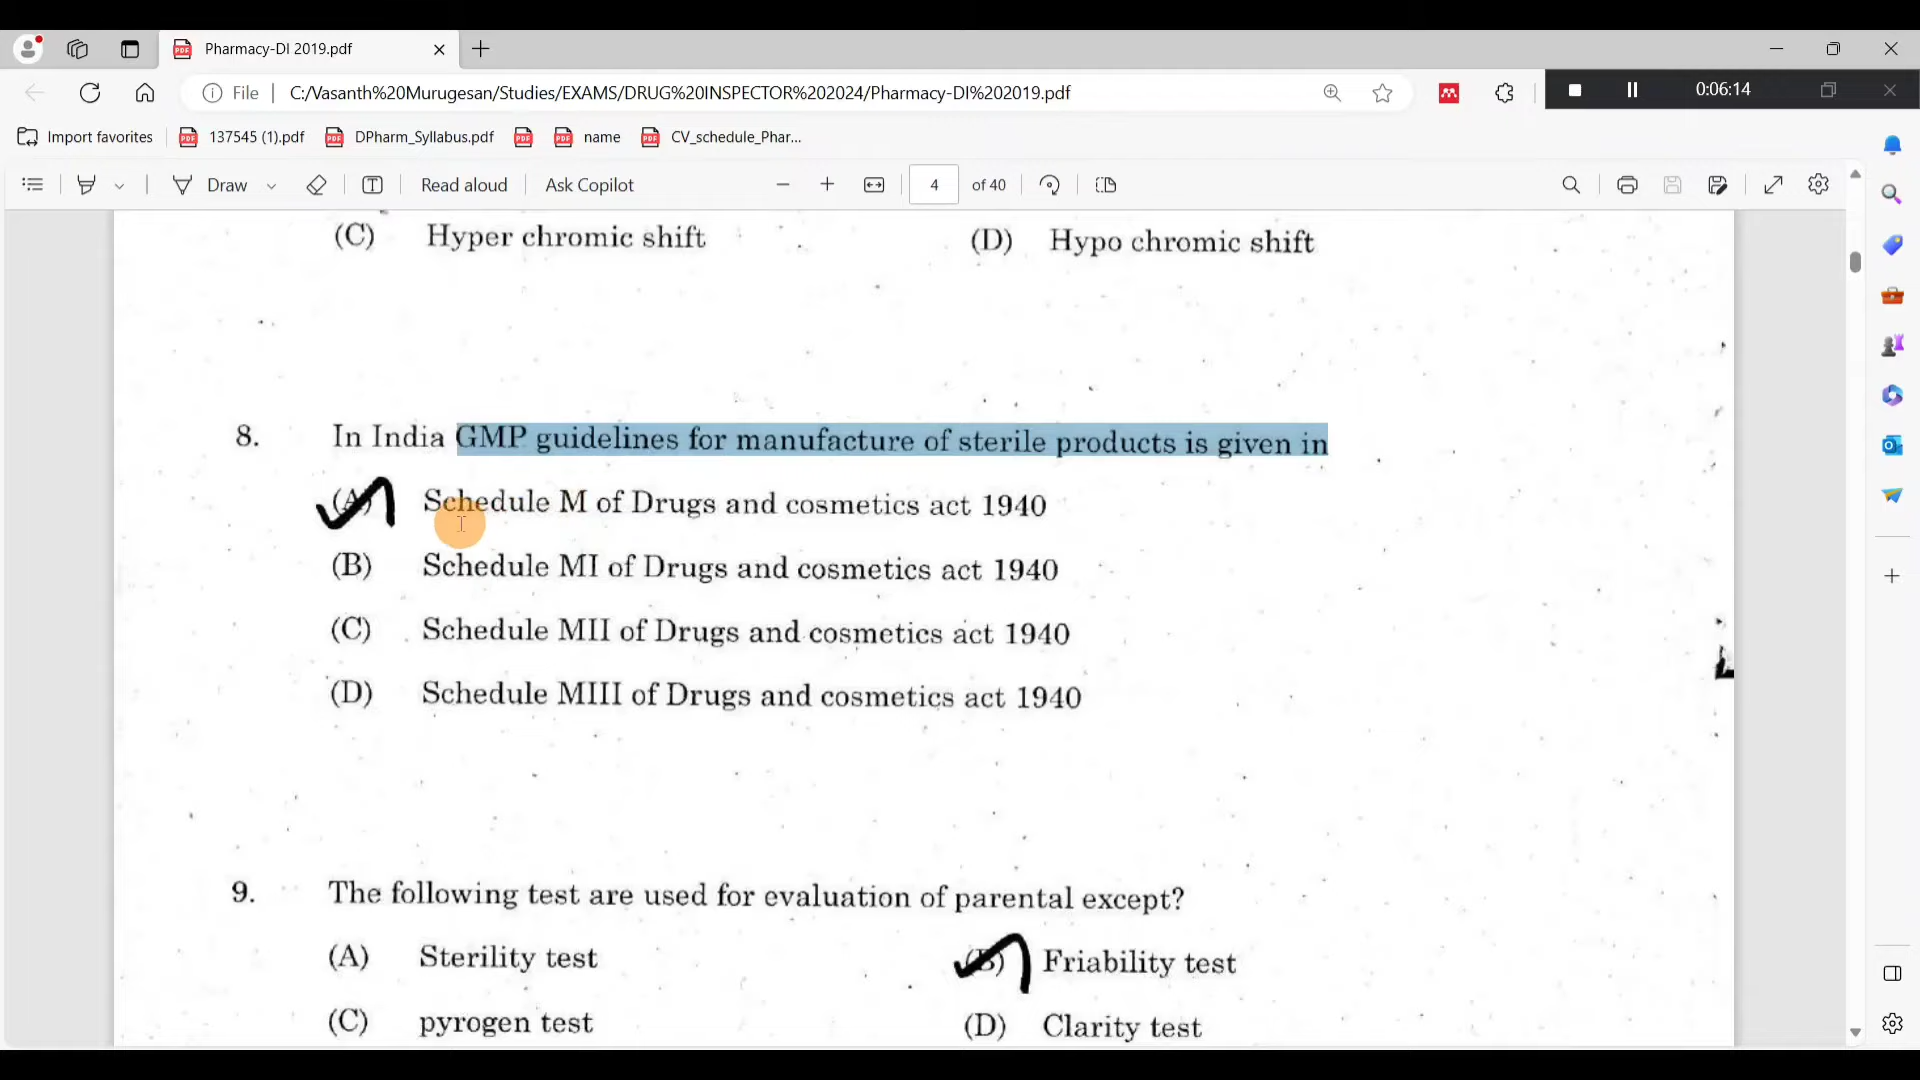 Pharmacy-DI 2019.pdf
File | C:/Vasanth%20Murugesan/Studies/EXAMS/DRUG%20INSPECTOR%202024/Pharmacy-DI%202019.pdf
0:06:14
Import favorites
137545 (1).pdf
DPharm_Syllabus.pdf
name
CV_schedule_Phar...
Draw
Read aloud
Ask Copilot
4 of 40
(C) Hyper chromic shift (D) Hypo chromic shift
8. In India GMP guidelines for manufacture of sterile products is given in
(A) Schedule M of Drugs and cosmetics act 1940
(B) Schedule MI of Drugs and cosmetics act 1940
(C) Schedule MII of Drugs and cosmetics act 1940
(D) Schedule MIII of Drugs and cosmetics act 1940
9. The following test are used for evaluation of parental except?
(A) Sterility test (B) Friability test
(C) pyrogen test (D) Clarity test